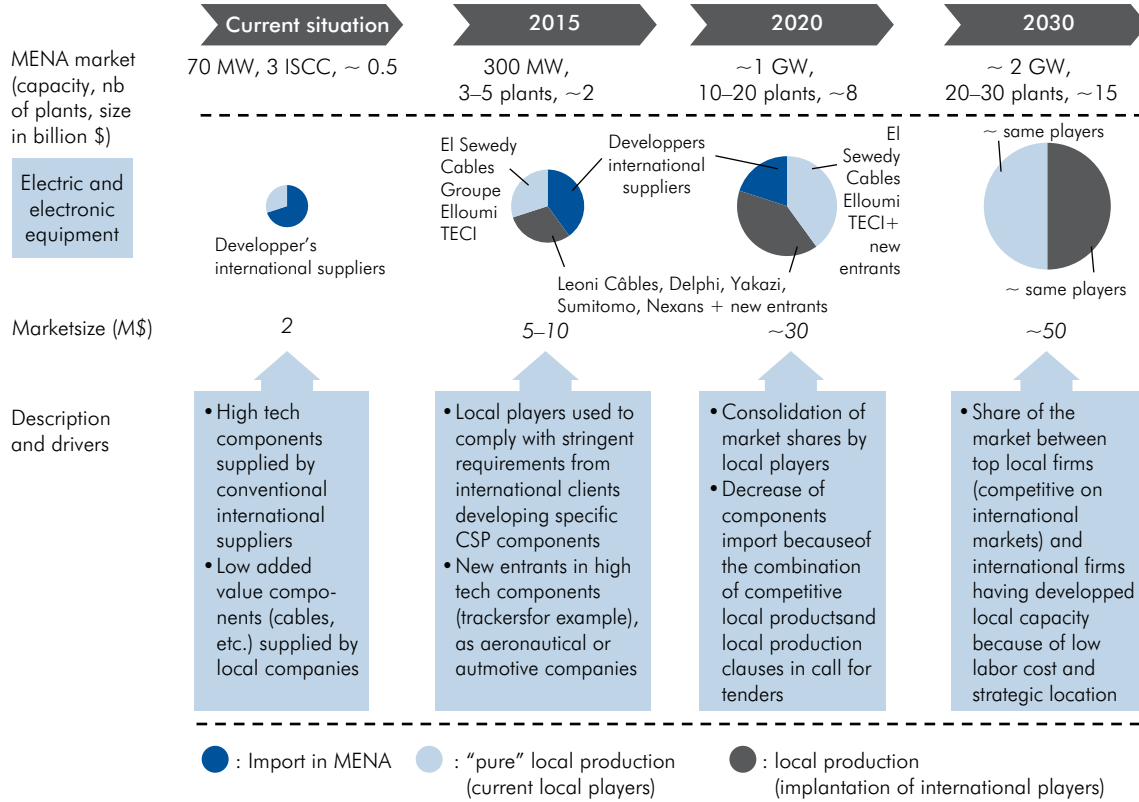 Current situation
2015
2020
2030
MENA market
(capacity, nb
of plants, size
in billion $)
70 MW, 3 ISCC, ~ 0.5
300 MW,
3–5 plants, ~2
~1 GW,
10–20 plants, ~8
~ 2 GW,
20–30 plants, ~15
Electric and
electronic
equipment
Developper's
international suppliers
El Sewedy
Cables
Groupe
Elloumi
TECI
Developpers
international
suppliers
Leoni Câbles, Delphi, Yakazi,
Sumitomo, Nexans + new entrants
El
Sewedy
Cables
Elloumi
TECI+
new
entrants
~ same players
~ same players
Marketsize (M$)
2
5–10
~30
~50
Description
and drivers
• High tech
components
supplied by
conventional
international
suppliers
• Low added
value compo-
nents (cables,
etc.) supplied by
local companies
• Local players used to
comply with stringent
requirements from
international clients
developing specific
CSP components
• New entrants in high
tech components
(trackersfor example),
as aeronautical or
autmotive companies
• Consolidation of
market shares by
local players
• Decrease of
components
import becauseof
the combination
of competitive
local productsand
local production
clauses in call for
tenders
• Share of the
market between
top local firms
(competitive on
international
markets) and
international firms
having developped
local capacity
because of low
labor cost and
strategic location
: Import in MENA
: "pure" local production
(current local players)
: local production
(implantation of international players)